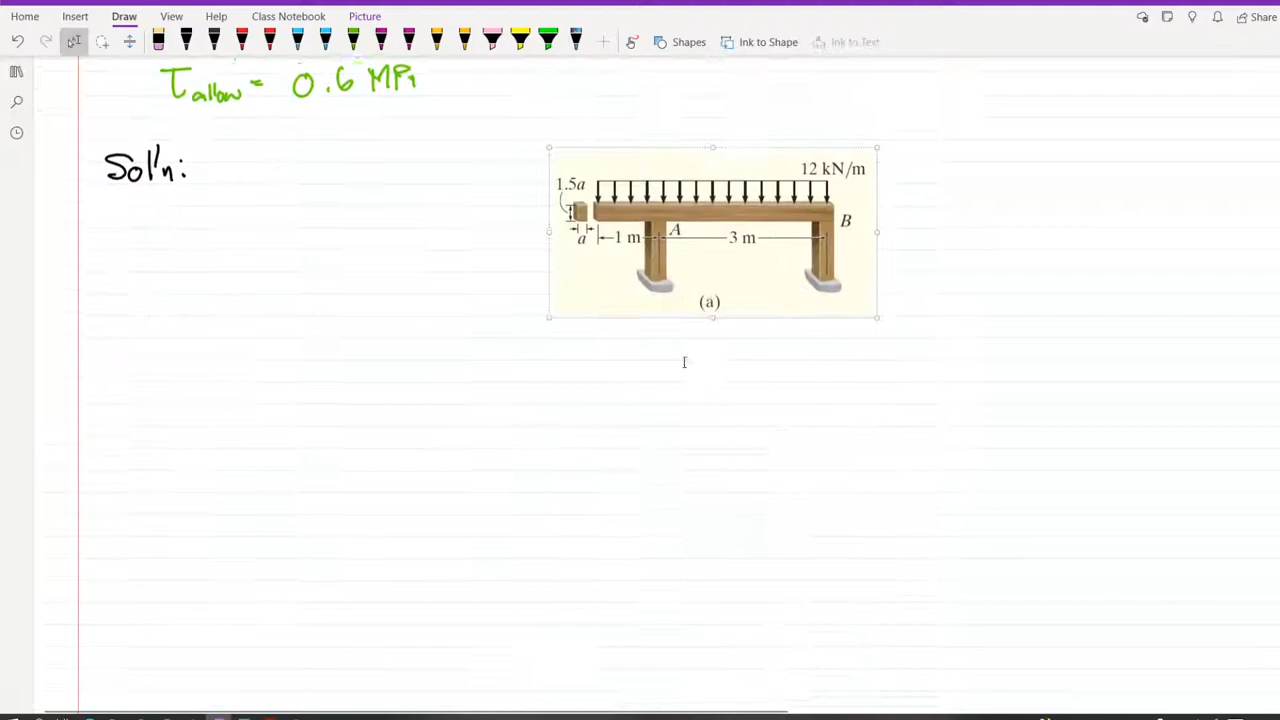 Home Insert Draw View Help Class Notebook Picture Share
Shapes Ink to Shape Ink to Text
τallow = 0.6 MPa
Sol'n:
12 kN/m
1.5a
B
A
a 1 m 3 m
(a)